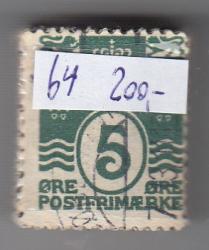 64 200,-
5
ØRE ØRE
POSTFRIMÆRKE